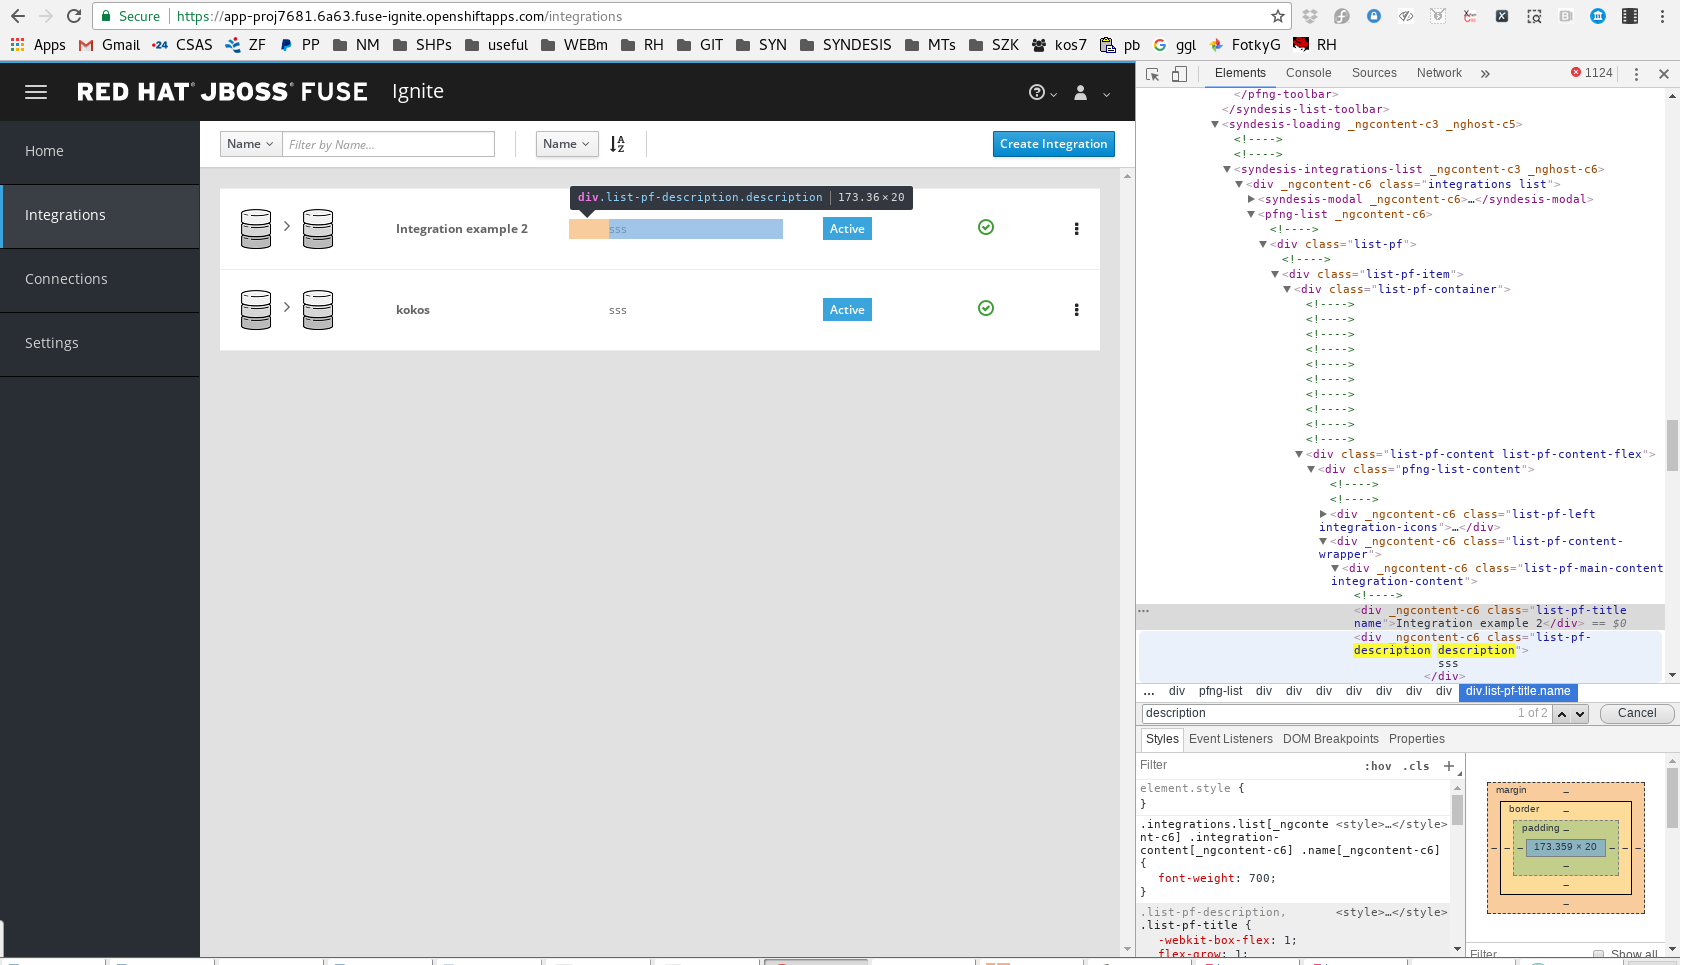 Secure https://app-proj7681.6a63.fuse-ignite.openshiftapps.com/integrations
Apps Gmail CSAS ZF PP NM SHPs useful WEBm RH GIT SYN SYNDESIS MTs SZK kos7 pb ggl FotkyG RH
RED HAT JBOSS FUSE Ignite
Home
Integrations
Connections
Settings
Name Filter by Name... Name Create Integration
div.list-pf-description.description 173.36×20
Integration example 2 sss Active
kokos sss Active
Elements Console Sources Network » 1124
</pfng-toolbar>
</syndesis-list-toolbar>
<syndesis-loading _ngcontent-c3 _nghost-c5>
<!---->
<!---->
<syndesis-integrations-list _ngcontent-c3 _nghost-c6>
<div _ngcontent-c6 class="integrations list">
<syndesis-modal _ngcontent-c6>…</syndesis-modal>
<pfng-list _ngcontent-c6>
<!---->
<div class="list-pf">
<!---->
<div class="list-pf-item">
<div class="list-pf-container">
<!---->
<!---->
<!---->
<!---->
<!---->
<!---->
<!---->
<!---->
<!---->
<!---->
<div class="list-pf-content list-pf-content-flex">
<div class="pfng-list-content">
<!---->
<!---->
<div _ngcontent-c6 class="list-pf-left
integration-icons">…</div>
<div _ngcontent-c6 class="list-pf-content-
wrapper">
<div _ngcontent-c6 class="list-pf-main-content
integration-content">
<!---->
<div _ngcontent-c6 class="list-pf-title
name">Integration example 2</div> == $0
<div _ngcontent-c6 class="list-pf-
description description">
sss
</div>
... div pfng-list div div div div div div div div.list-pf-title.name
description 1 of 2 Cancel
Styles Event Listeners DOM Breakpoints Properties
Filter :hov .cls +
element.style {
}
.integrations.list[_ngconte <style>…</style>
nt-c6] .integration-
content[_ngcontent-c6] .name[_ngcontent-c6]
{
font-weight: 700;
}
.list-pf-description, <style>…</style>
.list-pf-title {
-webkit-box-flex: 1;
flex-grow: 1;
margin –
border –
padding –
– – – 173.359 × 20 – – –
–
–
–
Filter Show all